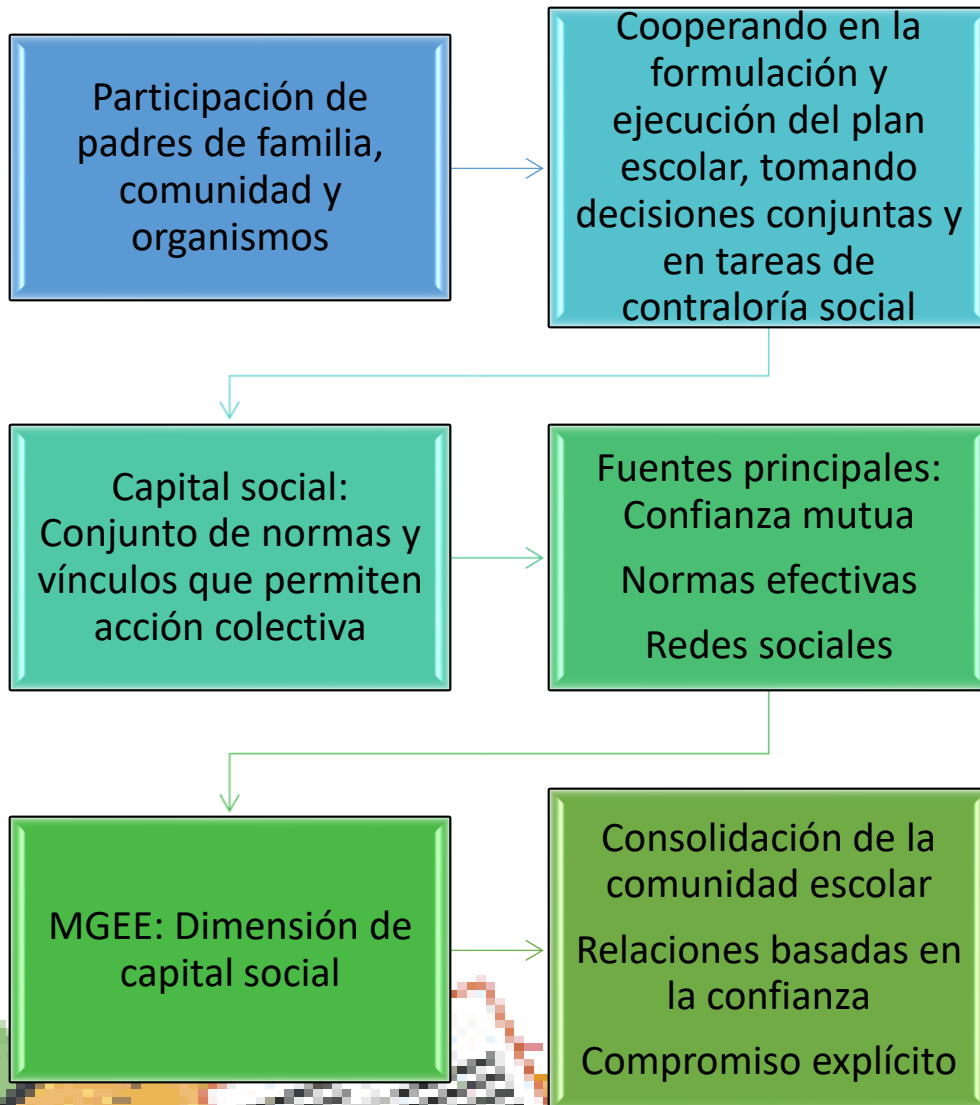 Participación de
padres de familia,
comunidad y
organismos
Cooperando en la
formulación y
ejecución del plan
escolar, tomando
decisiones conjuntas y
en tareas de
contraloría social
Capital social:
Conjunto de normas y
vínculos que permiten
acción colectiva
Fuentes principales:
Confianza mutua
Normas efectivas
Redes sociales
MGEE: Dimensión de
capital social
Consolidación de la
comunidad escolar
Relaciones basadas en
la confianza
Compromiso explícito